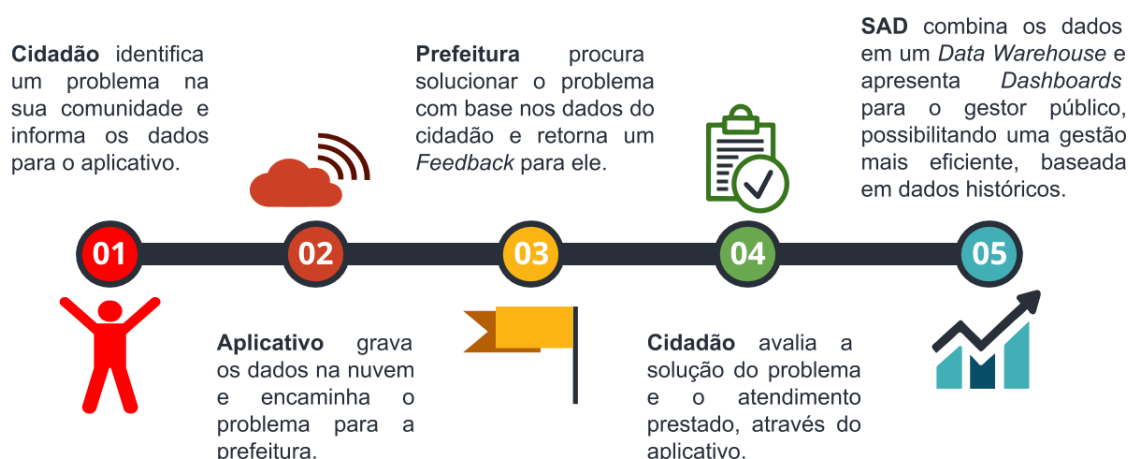 Cidadão identifica
um problema na
sua comunidade e
informa os dados
para o aplicativo.
01
02
Aplicativo grava
os dados na nuvem
e encaminha o
problema para a
prefeitura.
Prefeitura procura
solucionar o problema
com base nos dados do
cidadão e retorna um
Feedback para ele.
03
04
Cidadão avalia a
solução do problema
e o atendimento
prestado, através do
aplicativo.
SAD combina os dados
em um Data Warehouse e
apresenta Dashboards
para o gestor público,
possibilitando uma gestão
mais eficiente, baseada
em dados históricos.
05